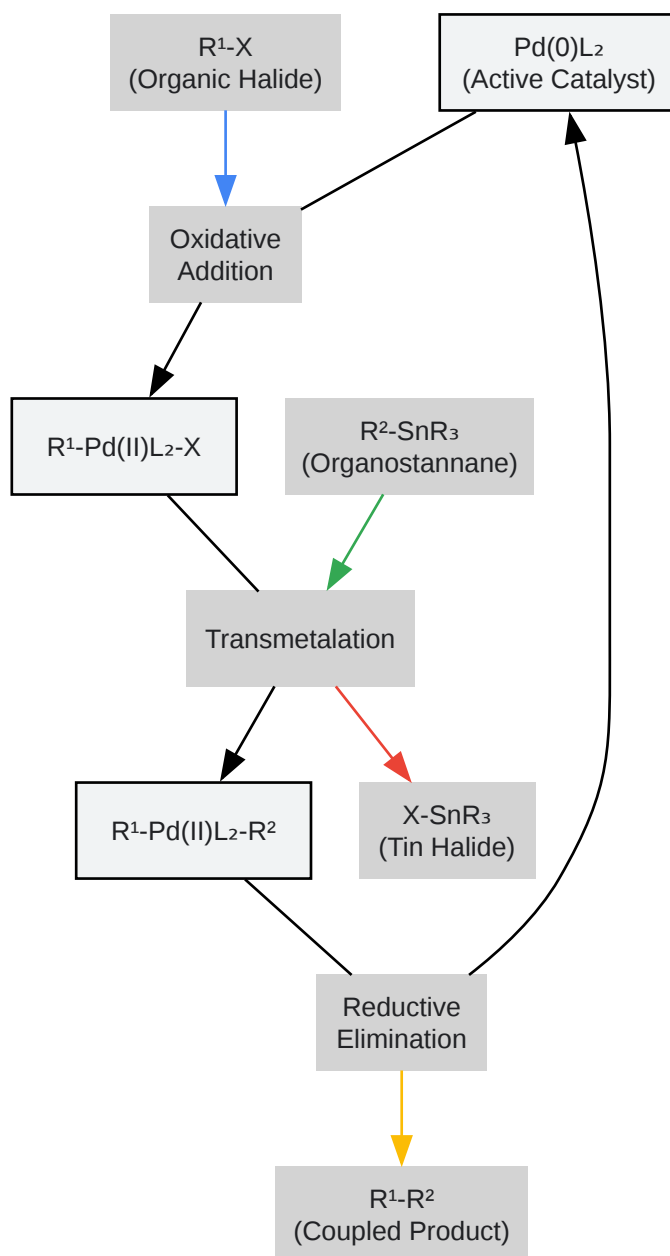 R¹-X
(Organic Halide)
Pd(0)L₂
(Active Catalyst)
Oxidative
Addition
R¹-Pd(II)L₂-X
R²-SnR₃
(Organostannane)
Transmetalation
R¹-Pd(II)L₂-R²
X-SnR₃
(Tin Halide)
Reductive
Elimination
R¹-R²
(Coupled Product)